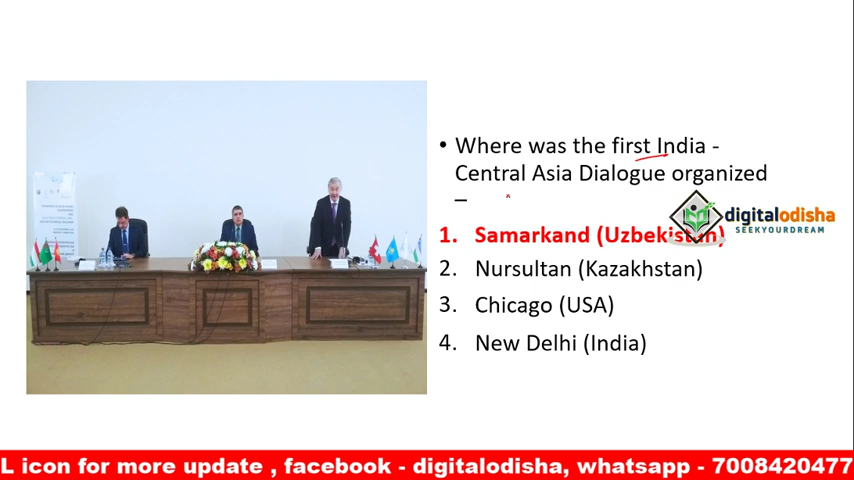 • Where was the first India -
Central Asia Dialogue organized
–
1. Samarkand (Uzbekistan)
2. Nursultan (Kazakhstan)
3. Chicago (USA)
4. New Delhi (India)
digitalodisha
SEEKYOURDREAM
L icon for more update , facebook - digitalodisha, whatsapp - 7008420477